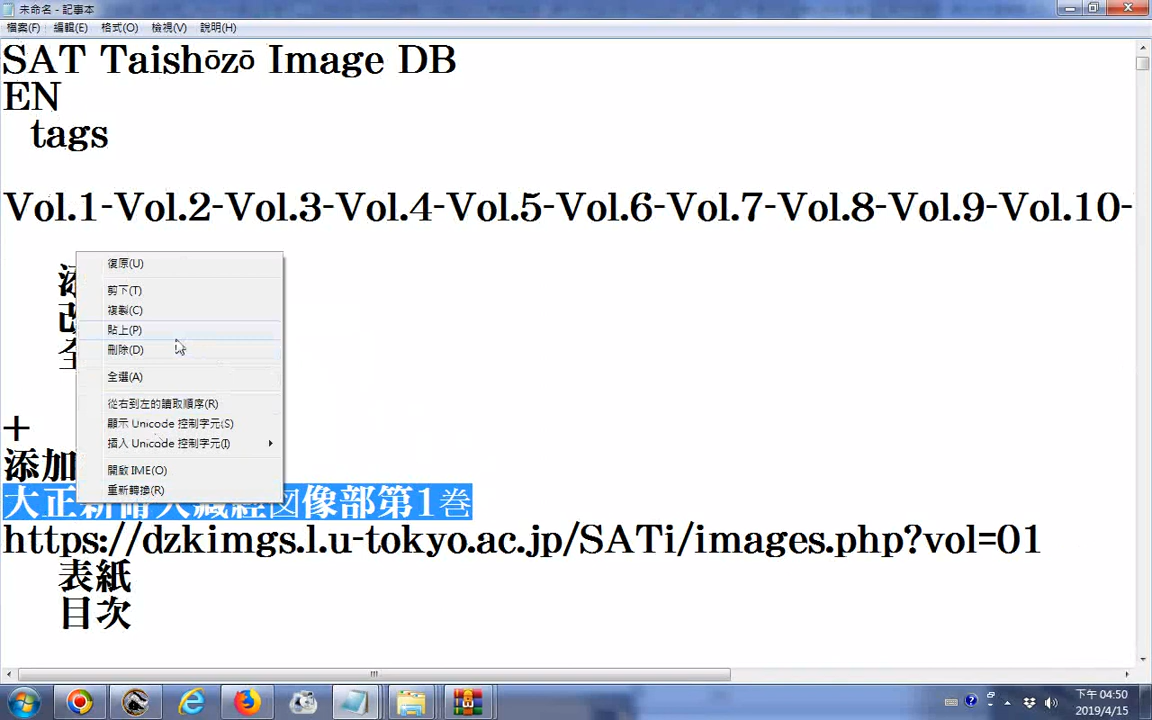 未命名 - 記事本
檔案(F) 編輯(E) 格式(O) 檢視(V) 說明(H)
SAT Taishōzō Image DB
EN
tags
Vol.1-Vol.2-Vol.3-Vol.4-Vol.5-Vol.6-Vol.7-Vol.8-Vol.9-Vol.10-
復原(U)
剪下(T)
複製(C)
貼上(P)
刪除(D)
全選(A)
從右到左的讀取順序(R)
顯示 Unicode 控制字元(S)
插入 Unicode 控制字元(I)
開啟 IME(O)
重新轉換(R)
+
添加
大正新脩大藏經図像部第1巻
https://dzkimgs.l.u-tokyo.ac.jp/SATi/images.php?vol=01
表紙
目次
下午 04:50
2019/4/15